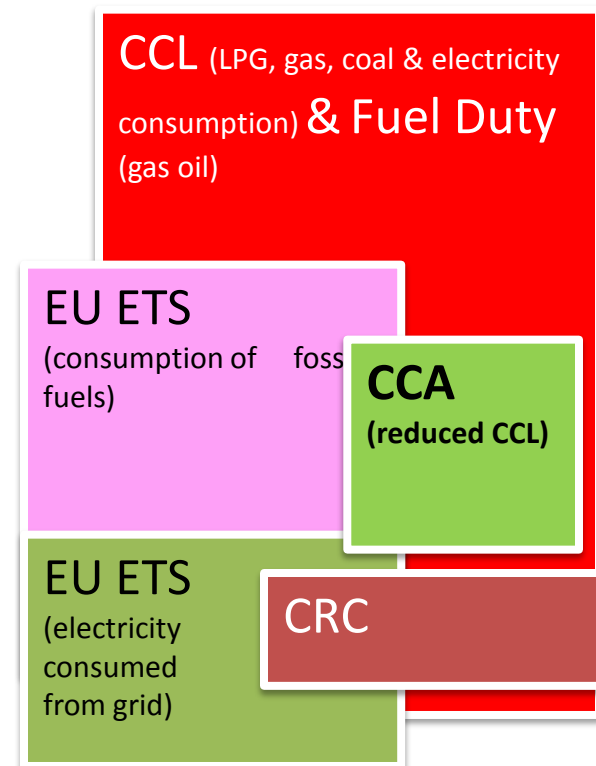 CCL (LPG, gas, coal & electricity
consumption) & Fuel Duty
(gas oil)
EU ETS
(consumption of foss
fuels)
CCA
(reduced CCL)
EU ETS
(electricity
consumed
from grid)
CRC